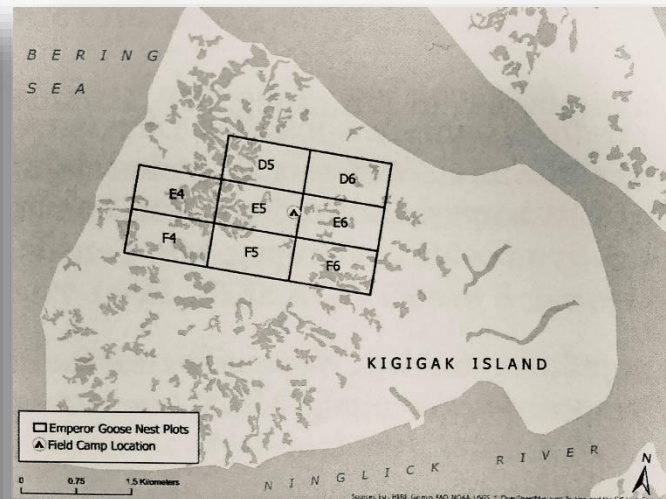 BERING
SEA
D5
D6
E4
E5
E6
F4
F5
F6
KIGIGAK ISLAND
Emperor Goose Nest Plots
Field Camp Location
0 0.75 1.5 Kilometers
NINGLICK RIVER
N
Sources: Esri, HERE, Garmin, FAO, NOAA, USGS, © OpenStreetMap